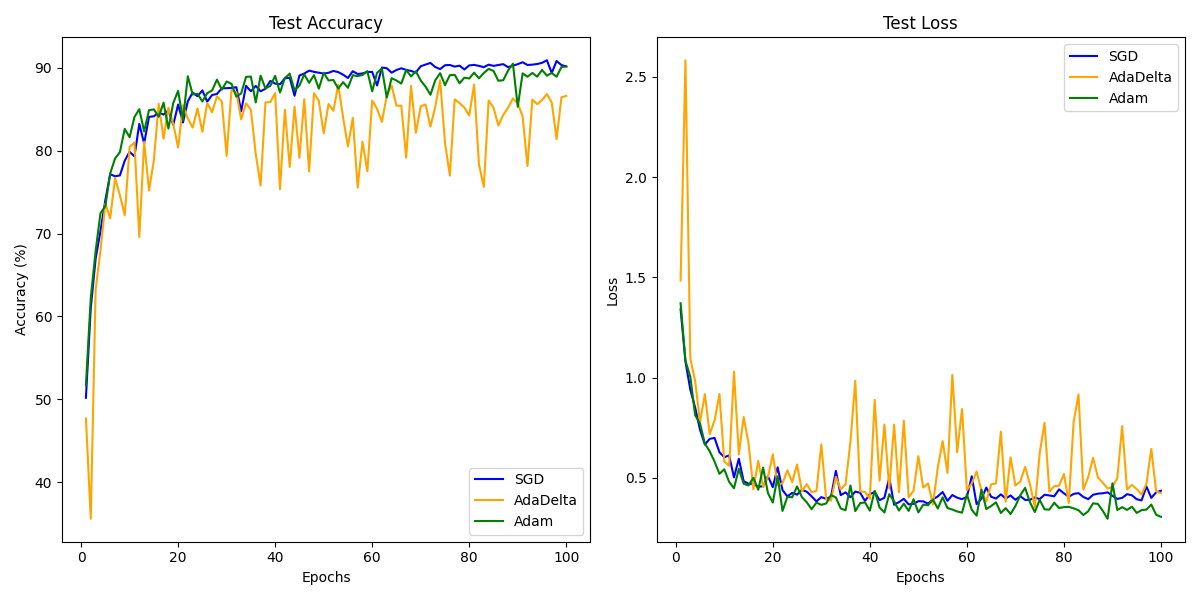 Test Accuracy
Accuracy (%)
90
80
70
60
50
40
0 20 40 60 80 100
Epochs
SGD
AdaDelta
Adam
Test Loss
Loss
2.5
2.0
1.5
1.0
0.5
0 20 40 60 80 100
Epochs
SGD
AdaDelta
Adam